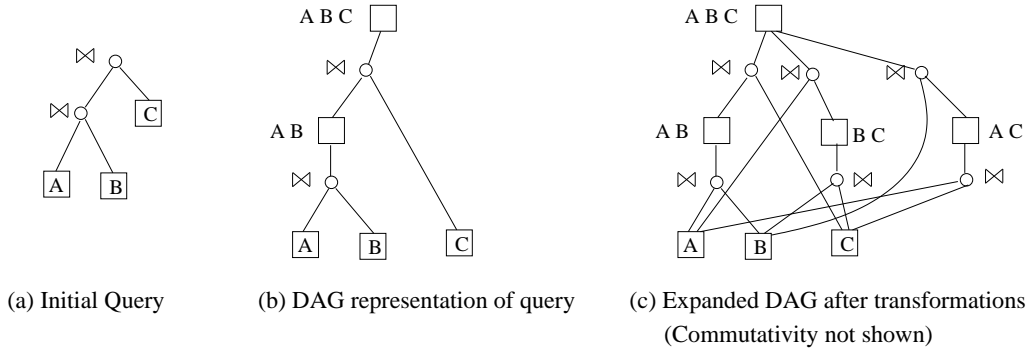 A B C
A B C
C
A B
A B
B C
A C
A
B
A
B
C
A
B
C
(a) Initial Query
(b) DAG representation of query
(c) Expanded DAG after transformations
(Commutativity not shown)